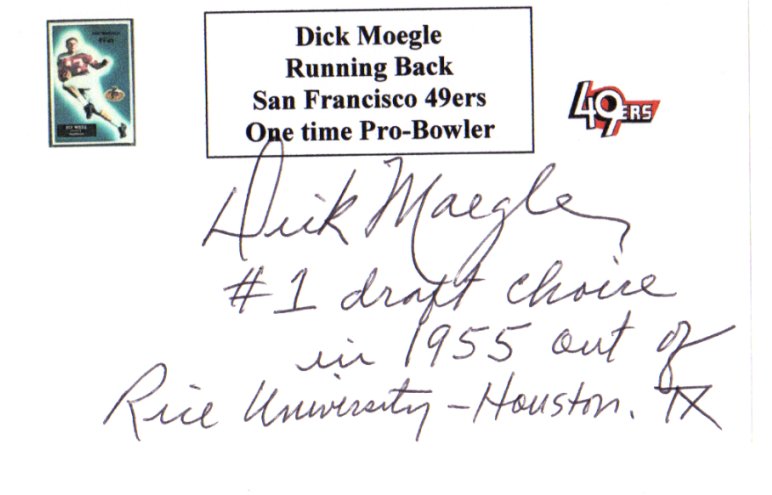 Dick Moegle
Running Back
San Francisco 49ers
One time Pro-Bowler
49ERS
Dick Moegle
#1 draft choice
in 1955 out of
Rice University - Houston. TX